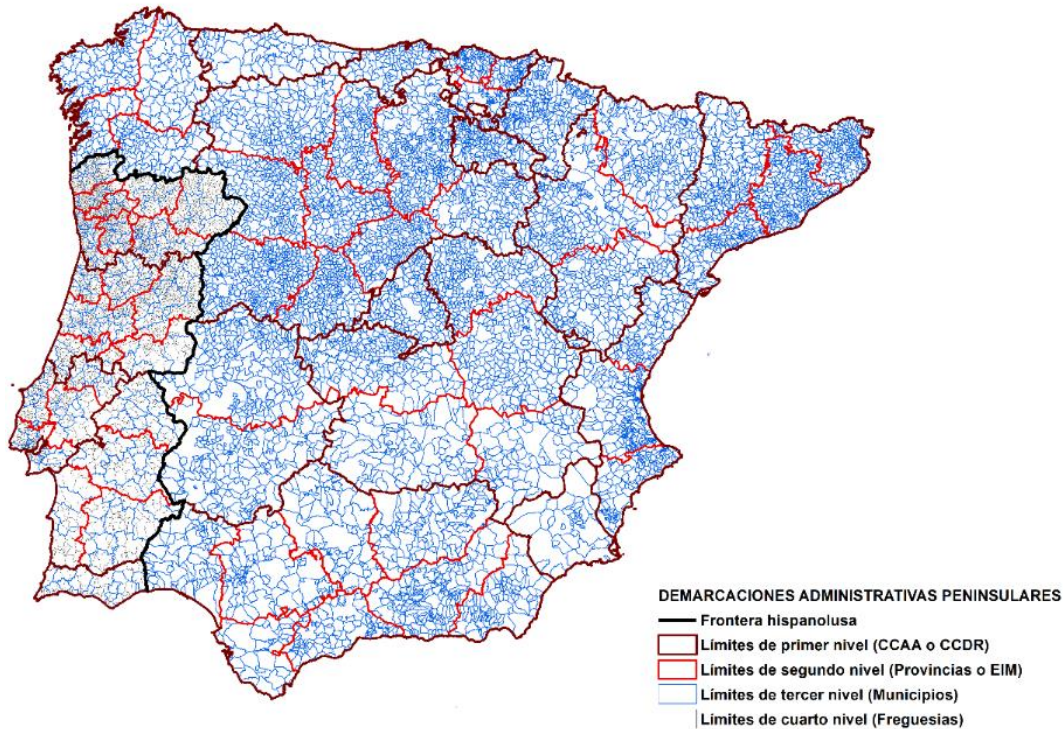 DEMARCACIONES ADMINISTRATIVAS PENINSULARES
Frontera hispanolusa
Límites de primer nivel (CCAA o CCDR)
Límites de segundo nivel (Provincias o EIM)
Límites de tercer nivel (Municipios)
Límites de cuarto nivel (Freguesias)